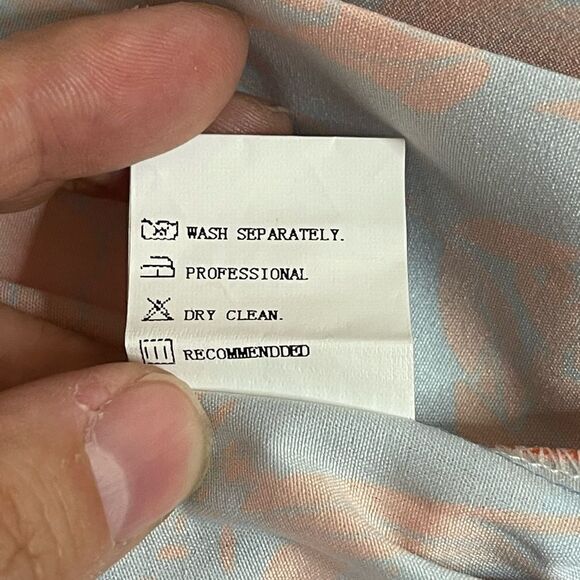 WASH SEPARATELY.
PROFESSIONAL
DRY CLEAN.
RECOMMENDDED